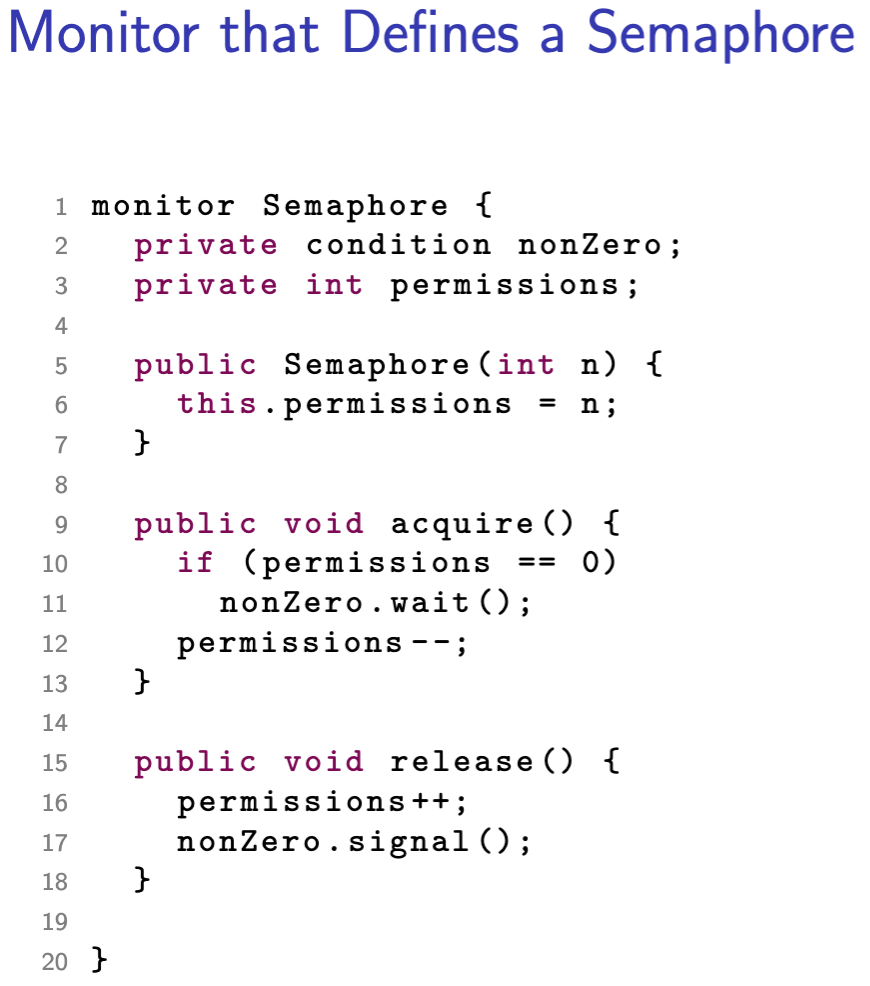 Monitor that Defines a Semaphore
1 monitor Semaphore {
2   private condition nonZero;
3   private int permissions;
4
5   public Semaphore(int n) {
6     this.permissions = n;
7   }
8
9   public void acquire() {
10     if (permissions == 0)
11       nonZero.wait();
12     permissions--;
13   }
14
15   public void release() {
16     permissions++;
17     nonZero.signal();
18   }
19
20 }